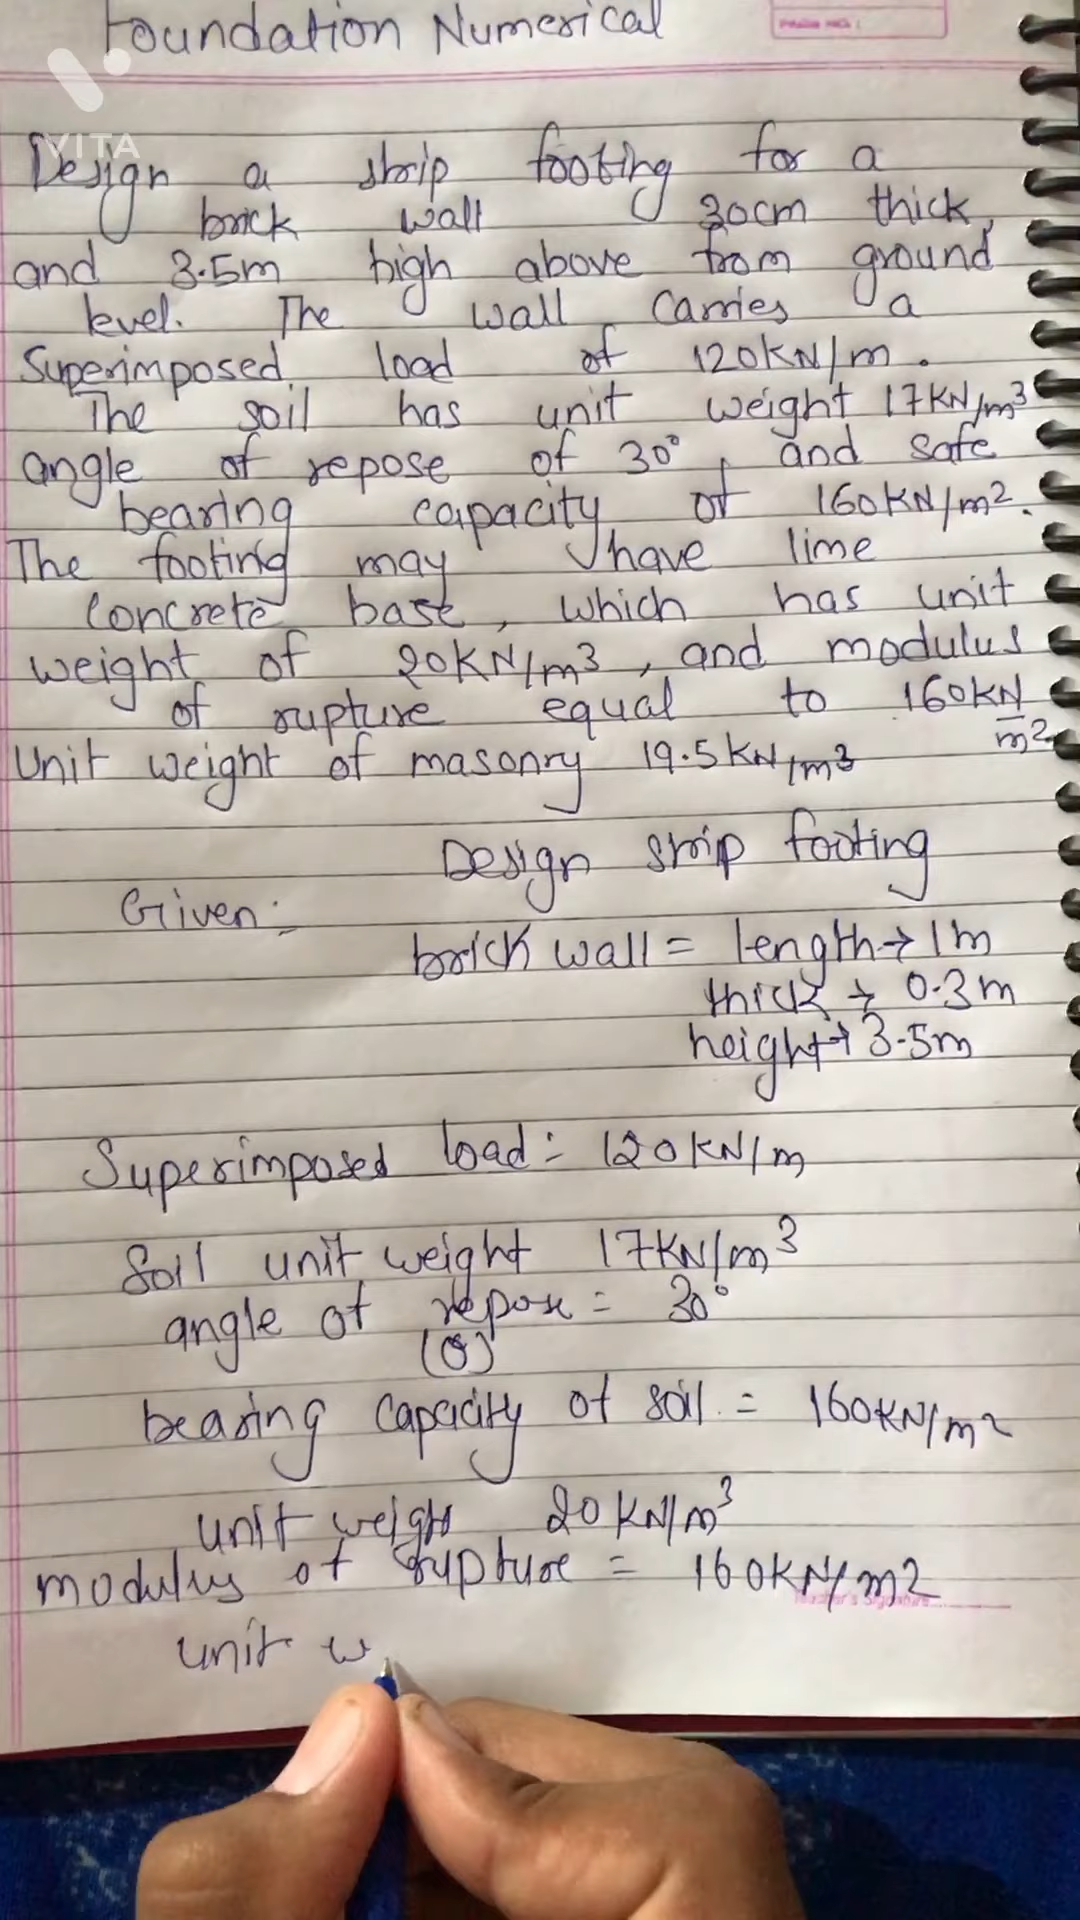 Foundation Numerical
PAGE NO.:
VITA
Design a strip footing for a
brick wall 30cm thick,
and 3.5m high above from ground
level. The wall carries a
Superimposed load of 120KN/m.
The soil has unit weight 17KN/m³
angle of repose of 30°, and safe
bearing capacity of 160KN/m².
The footing may have lime
concrete base, which has unit
weight of 20KN/m3, and modulus
of rupture equal to 160KN/m2
Unit weight of masonry 19.5KN/m3
Design strip footing
Given:-
brick wall = length→1m
thick → 0.3m
height→3.5m
Superimposed load = 120KN/m
Soil unit weight 17KN/m³
angle of repose = 30°
(θ)
bearing capacity of soil = 160KN/m2
unit weight 20KN/m³
modulus of rupture = 160KN/m2
Teacher's Signature
unit w